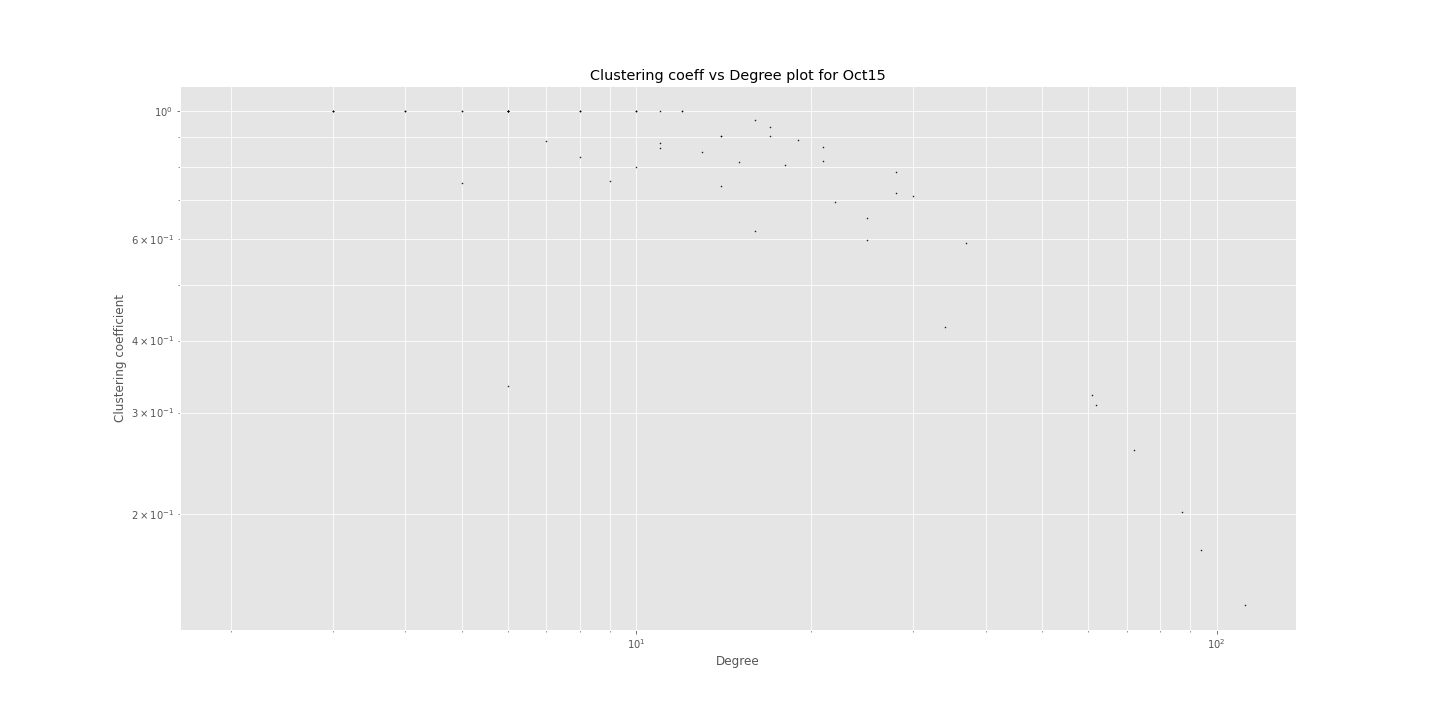 Clustering coeff vs Degree plot for Oct15
10⁰
6 × 10⁻¹
4 × 10⁻¹
3 × 10⁻¹
2 × 10⁻¹
Clustering coefficient
10¹
10²
Degree